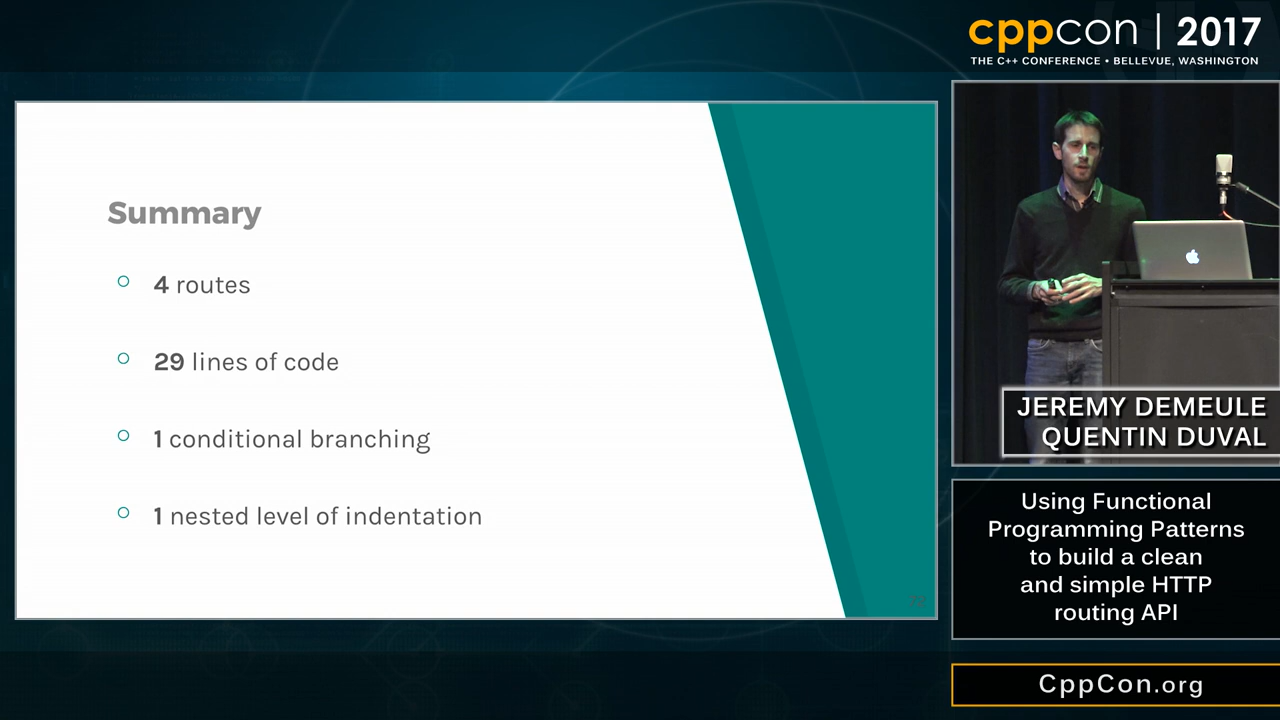 cppcon | 2017
THE C++ CONFERENCE • BELLEVUE, WASHINGTON
Summary
4 routes
29 lines of code
1 conditional branching
1 nested level of indentation
JEREMY DEMEULE
QUENTIN DUVAL
Using Functional
Programming Patterns
to build a clean
and simple HTTP
routing API
CppCon.org